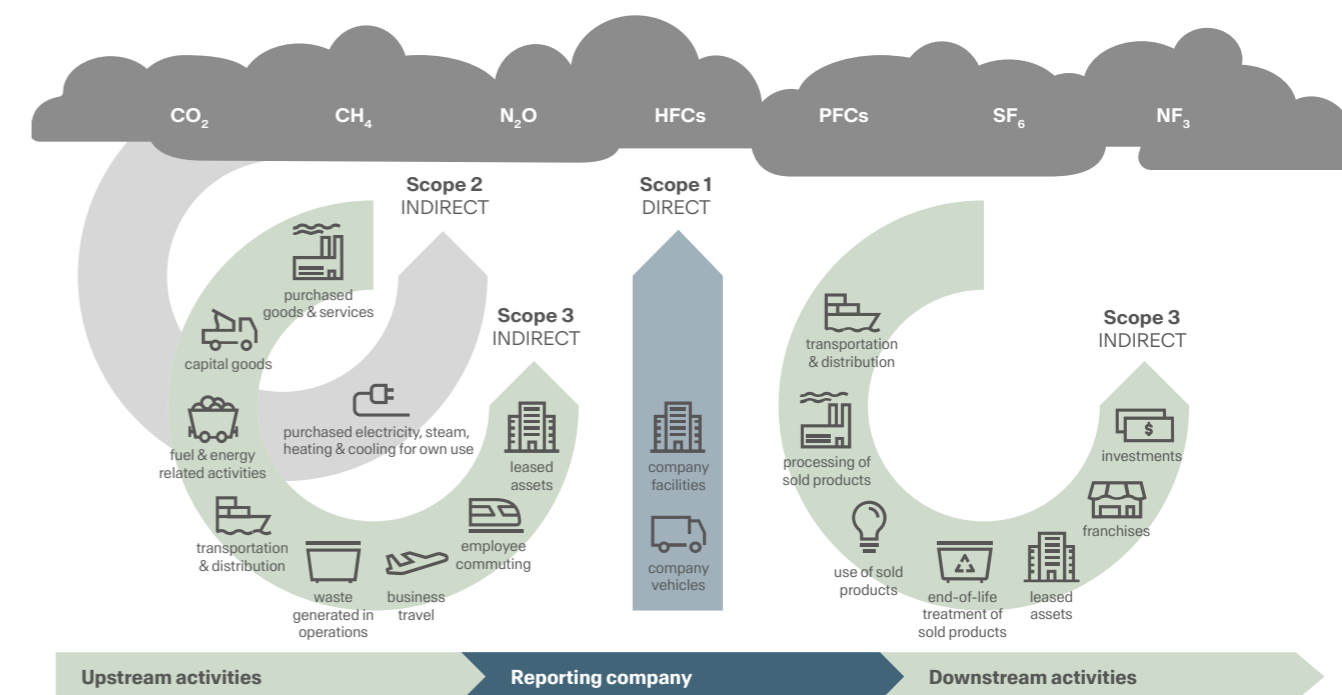 CO₂
CH₄
N₂O
HFCs
PFCs
SF₆
NF₃
Scope 2
INDIRECT
Scope 1
DIRECT
Scope 3
INDIRECT
Scope 3
INDIRECT
purchased
goods & services
capital goods
fuel & energy
related activities
transportation
& distribution
waste
generated in
operations
business
travel
employee
commuting
leased
assets
purchased electricity, steam,
heating & cooling for own use
company
facilities
company
vehicles
transportation
& distribution
processing of
sold products
use of sold
products
end-of-life
treatment of
sold products
leased
assets
franchises
investments
$
Upstream activities
Reporting company
Downstream activities